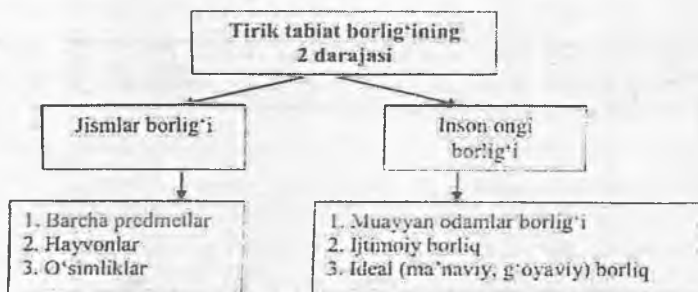 Tirik tabiat borlig‘ining
2 darajasi
Jismlar borlig‘i
Inson ongi
borlig‘i
1. Barcha predmetlar
2. Hayvonlar
3. O‘simliklar
1. Muayyan odamlar borlig‘i
2. Ijtimoiy borliq
3. Ideal (ma’naviy, g‘oyaviy) borliq